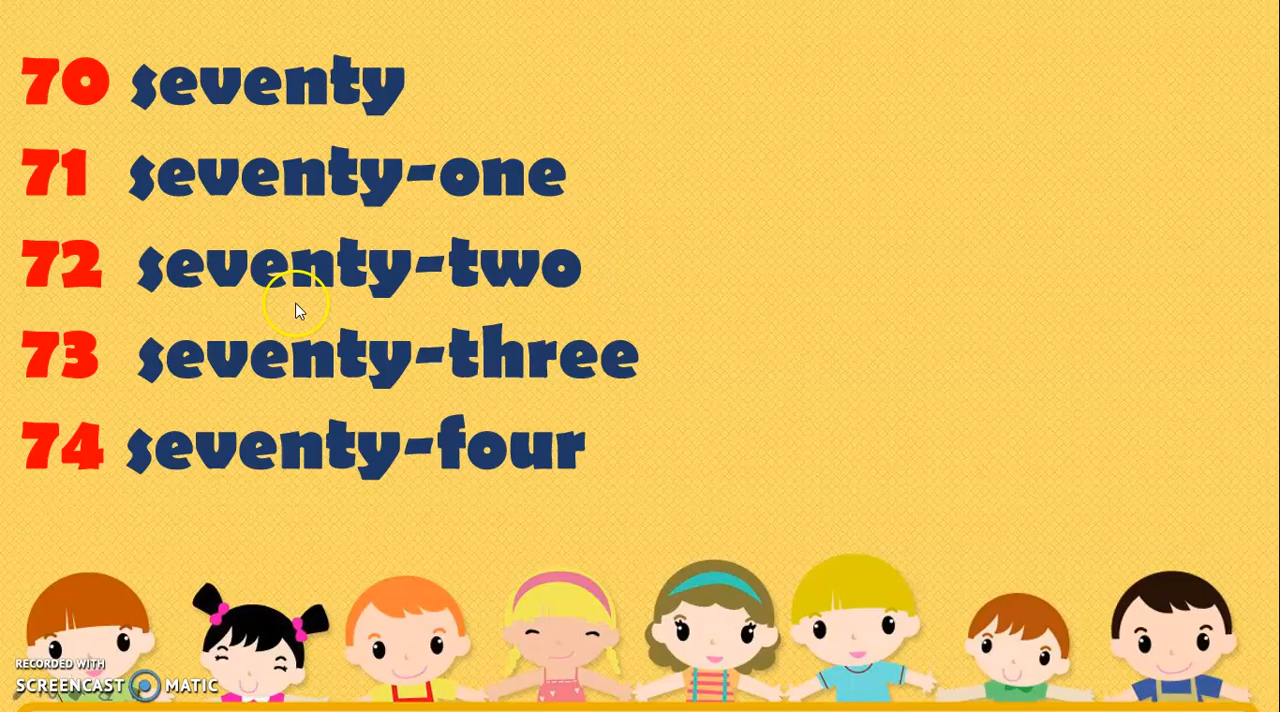 70 seventy
71 seventy-one
72 seventy-two
73 seventy-three
74 seventy-four
RECORDED WITH
SCREENCAST MATIC